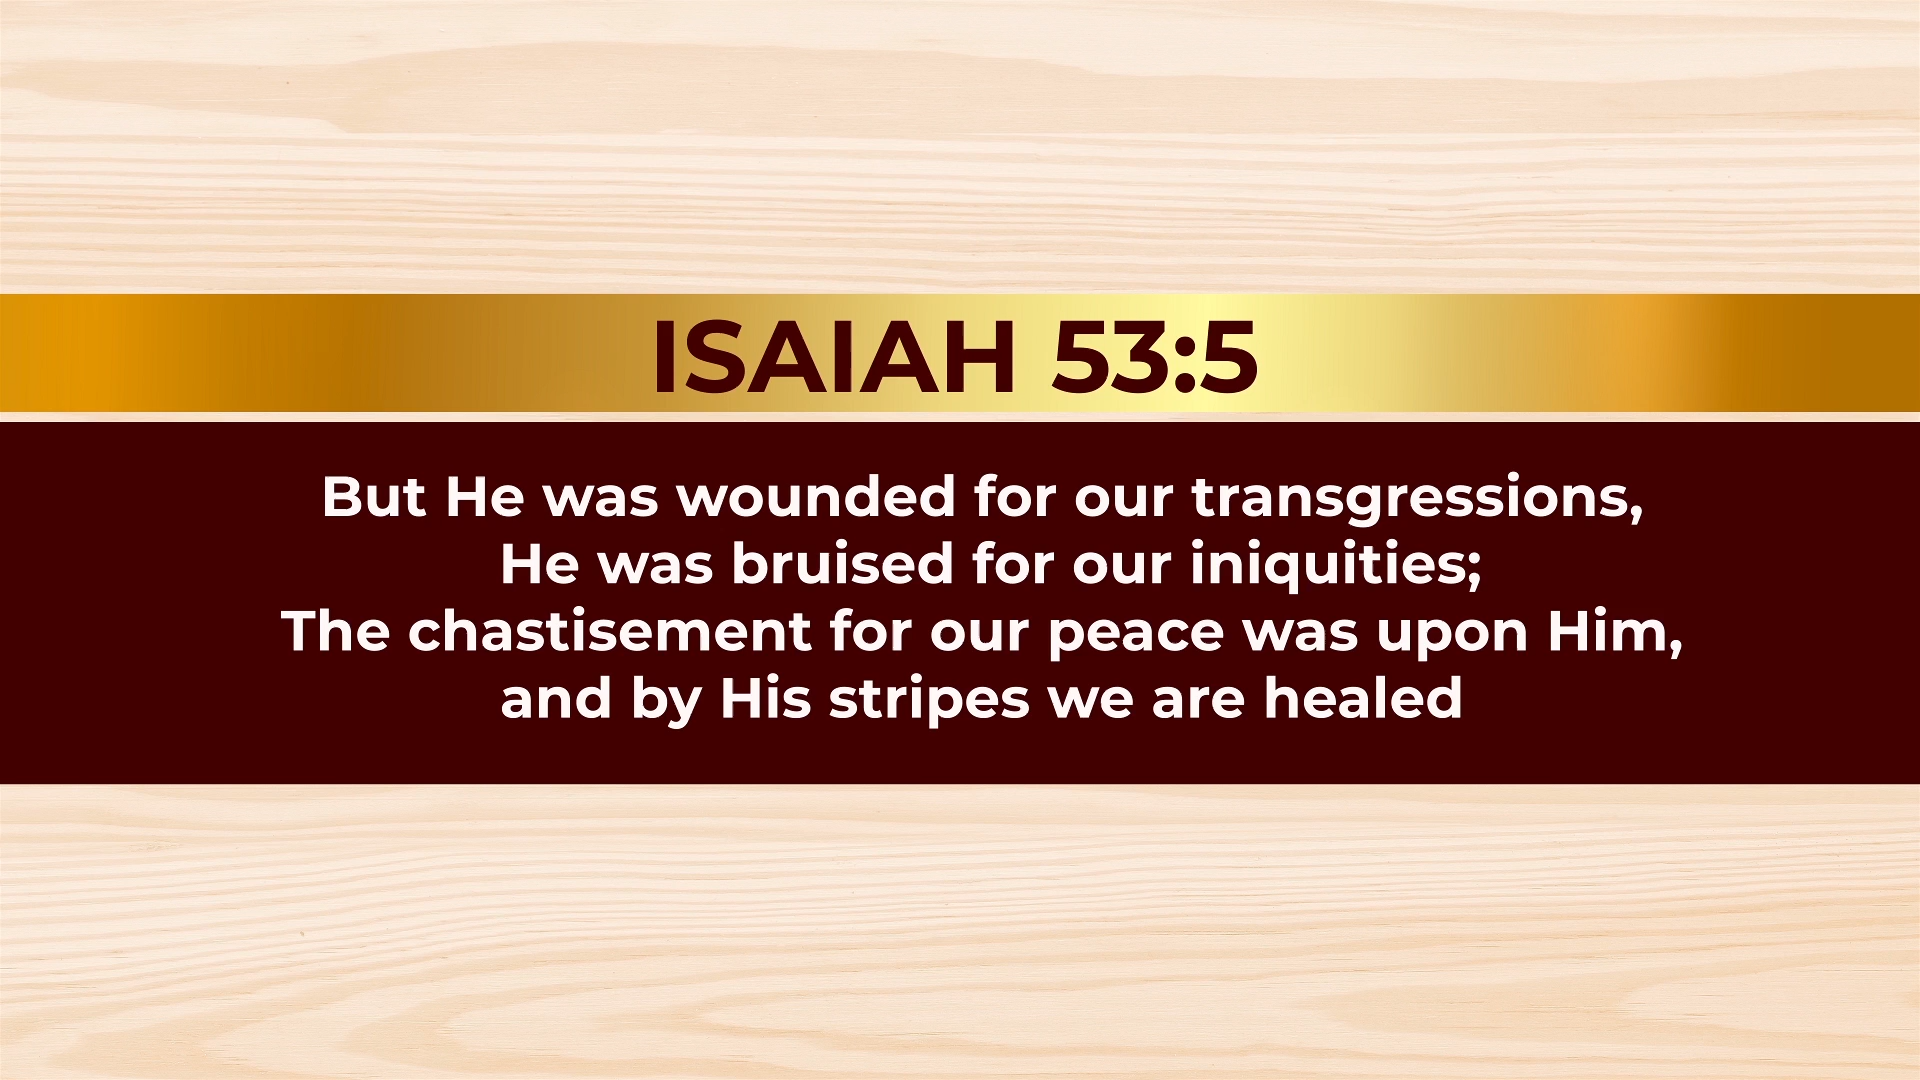 ISAIAH 53:5
But He was wounded for our transgressions,
He was bruised for our iniquities;
The chastisement for our peace was upon Him,
and by His stripes we are healed